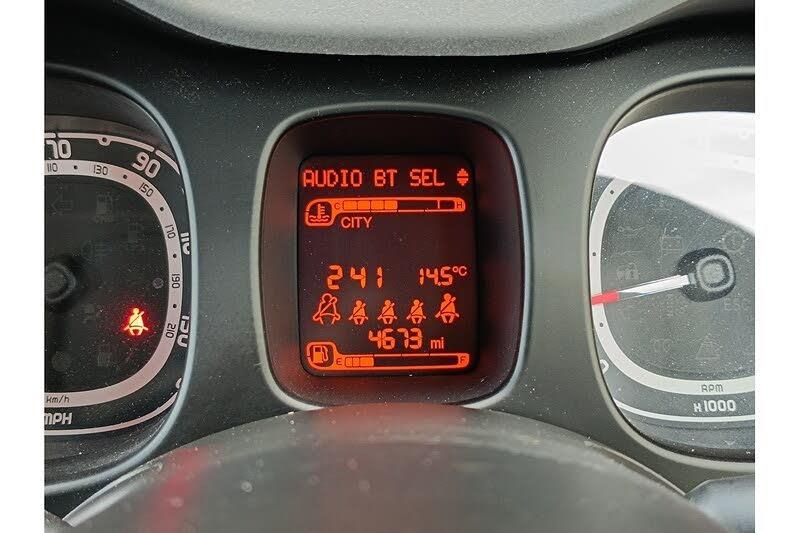 AUDIO BT SEL
C H
CITY
241 14.5°C
4673 mi
E F
70 90 110
110 130 150 170 190 210
km/h
MPH
RPM
x1000